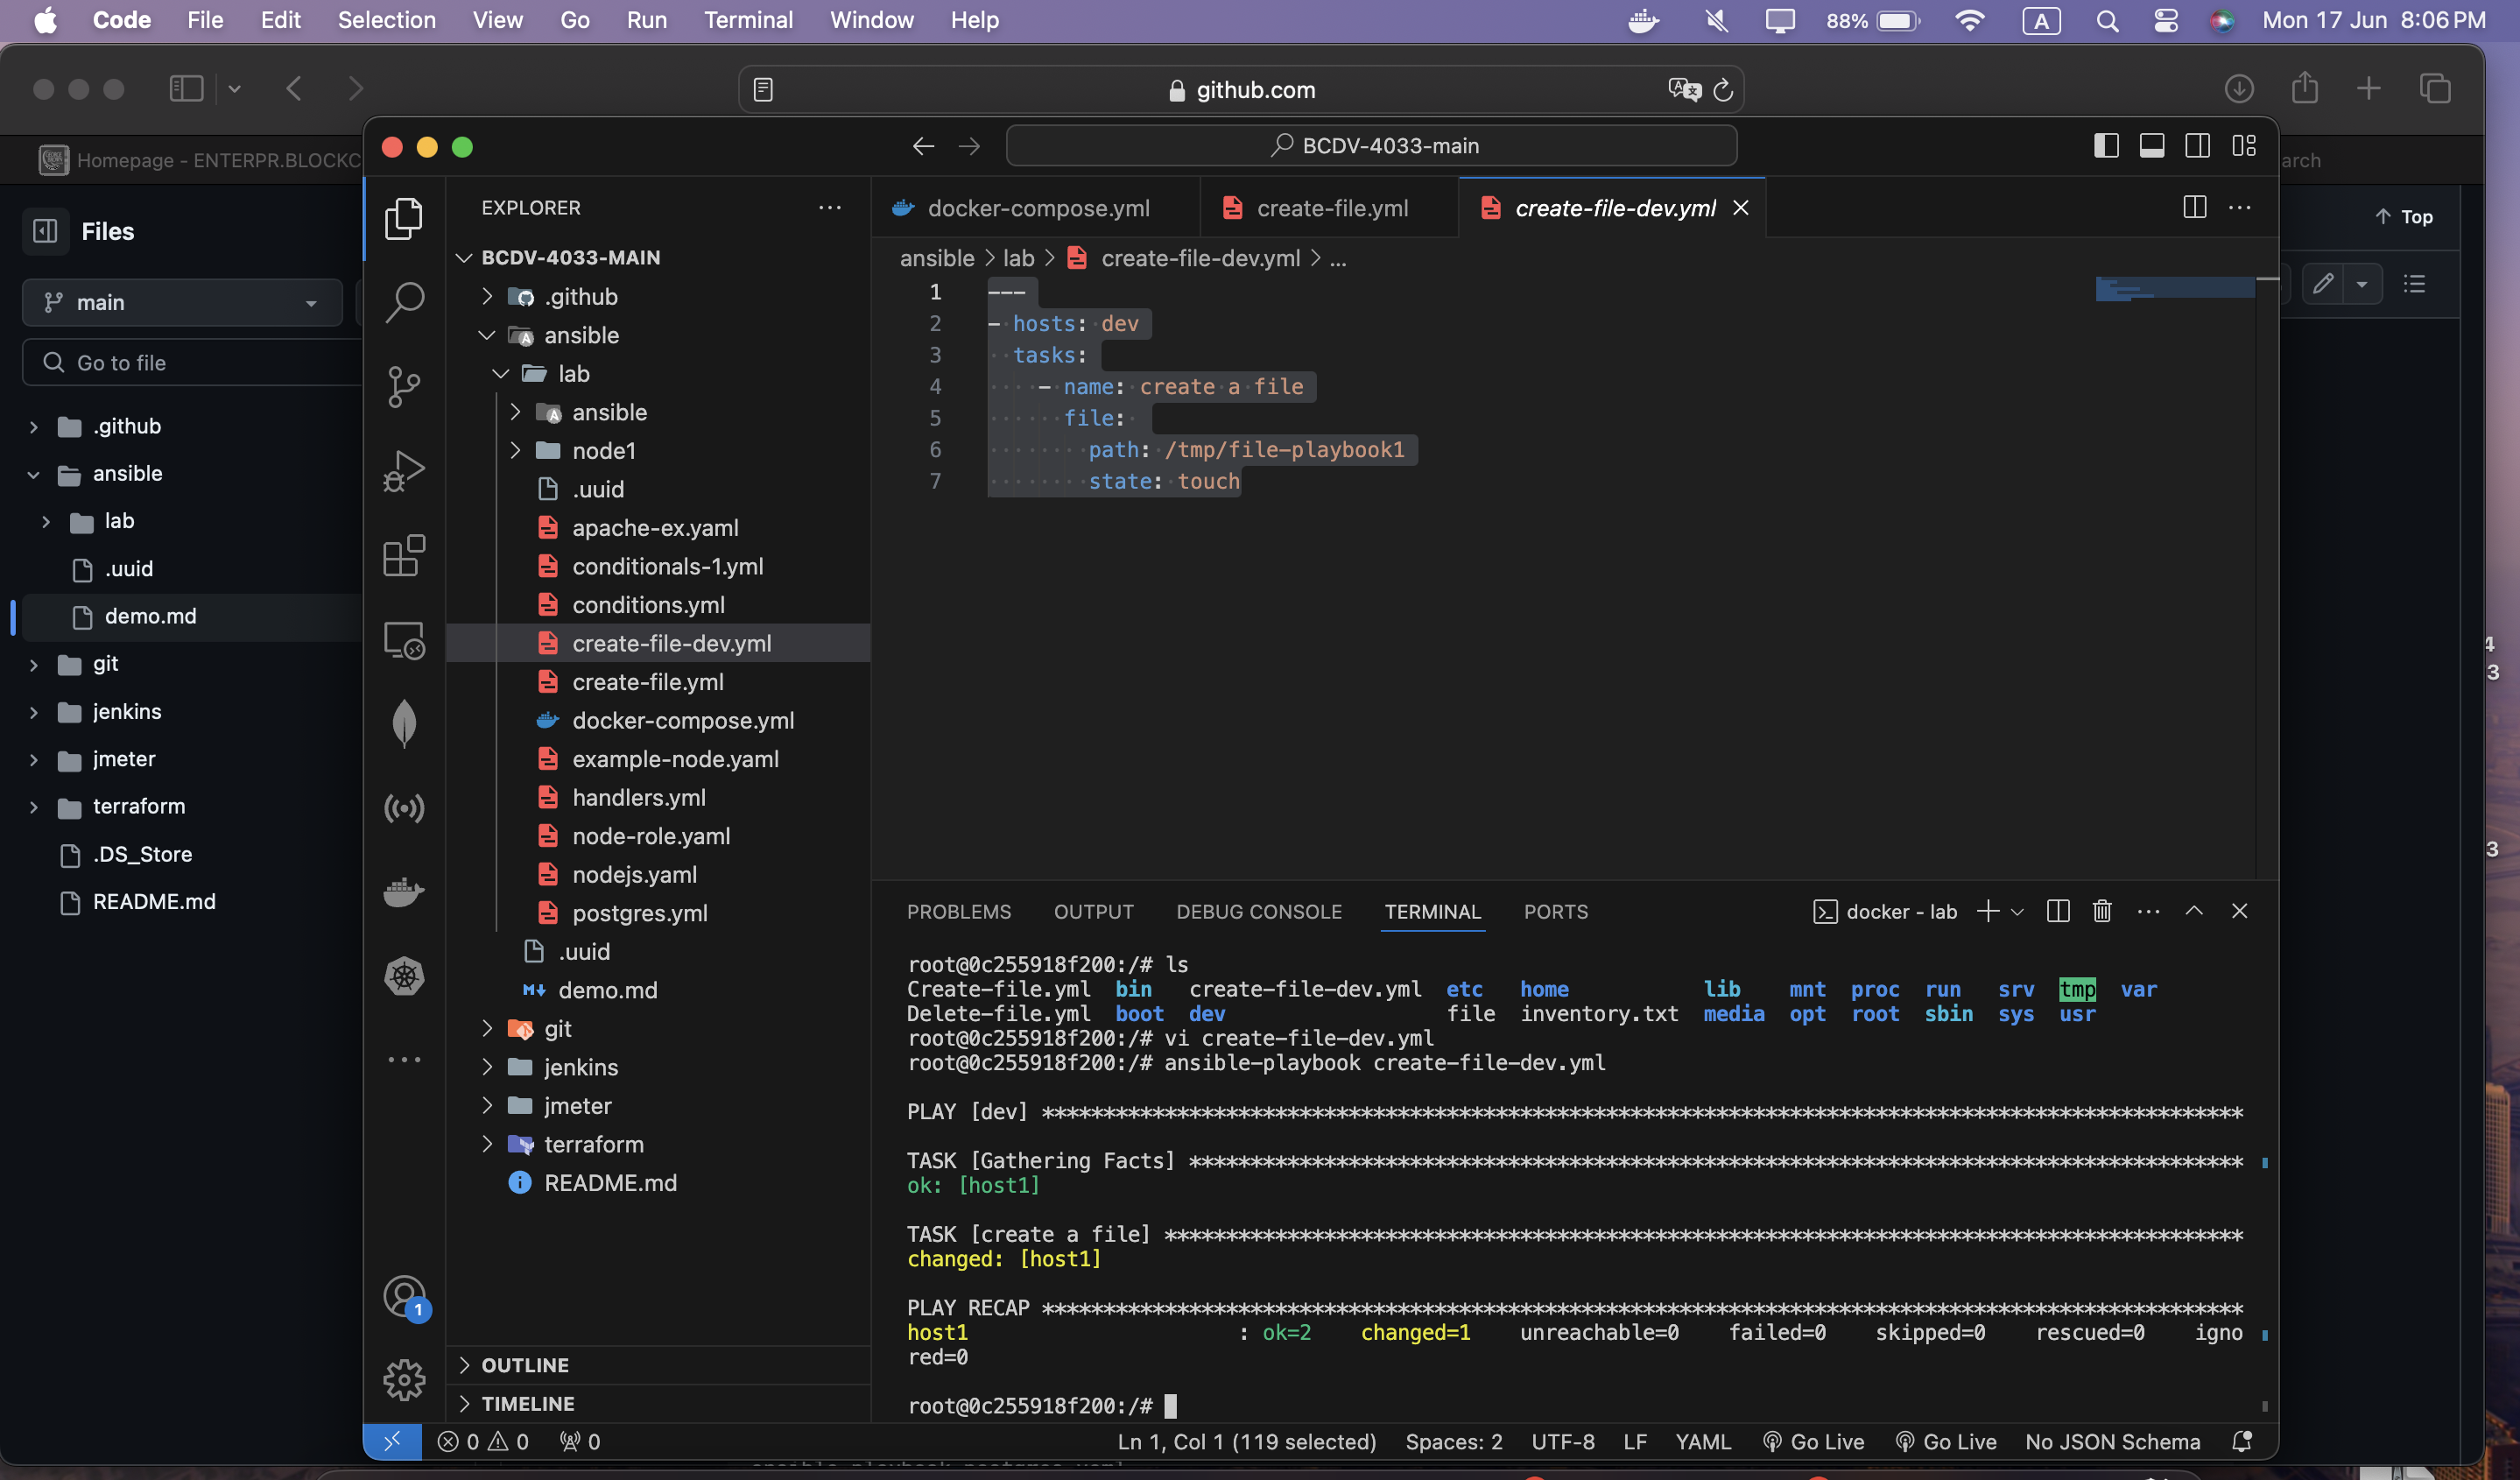 Code File Edit Selection View Go Run Terminal Window Help 88% A Mon 17 Jun 8:06 PM
github.com
Homepage - ENTERPR.BLOCKC
arch
Files
Top
main
Go to file
.github
ansible
lab
.uuid
demo.md
git
jenkins
jmeter
terraform
.DS_Store
README.md
BCDV-4033-main
EXPLORER
BCDV-4033-MAIN
.github
ansible
lab
ansible
node1
.uuid
apache-ex.yaml
conditionals-1.yml
conditions.yml
create-file-dev.yml
create-file.yml
docker-compose.yml
example-node.yaml
handlers.yml
node-role.yaml
nodejs.yaml
postgres.yml
.uuid
demo.md
git
jenkins
jmeter
terraform
README.md
OUTLINE
TIMELINE
1
docker-compose.yml create-file.yml create-file-dev.yml
ansible > lab > create-file-dev.yml > ...
1 ---
2 - hosts: dev
3 tasks:
4 - name: create a file
5 file:
6 path: /tmp/file-playbook1
7 state: touch
PROBLEMS OUTPUT DEBUG CONSOLE TERMINAL PORTS docker - lab
root@0c255918f200:/# ls
Create-file.yml bin create-file-dev.yml etc home lib mnt proc run srv tmp var
Delete-file.yml boot dev file inventory.txt media opt root sbin sys usr
root@0c255918f200:/# vi create-file-dev.yml
root@0c255918f200:/# ansible-playbook create-file-dev.yml
PLAY [dev] **************************************************************************************************
TASK [Gathering Facts] **************************************************************************************
ok: [host1]
TASK [create a file] ****************************************************************************************
changed: [host1]
PLAY RECAP **************************************************************************************************
host1 : ok=2 changed=1 unreachable=0 failed=0 skipped=0 rescued=0 igno
red=0
root@0c255918f200:/#
0 0 0 Ln 1, Col 1 (119 selected) Spaces: 2 UTF-8 LF YAML Go Live Go Live No JSON Schema
4
3
3